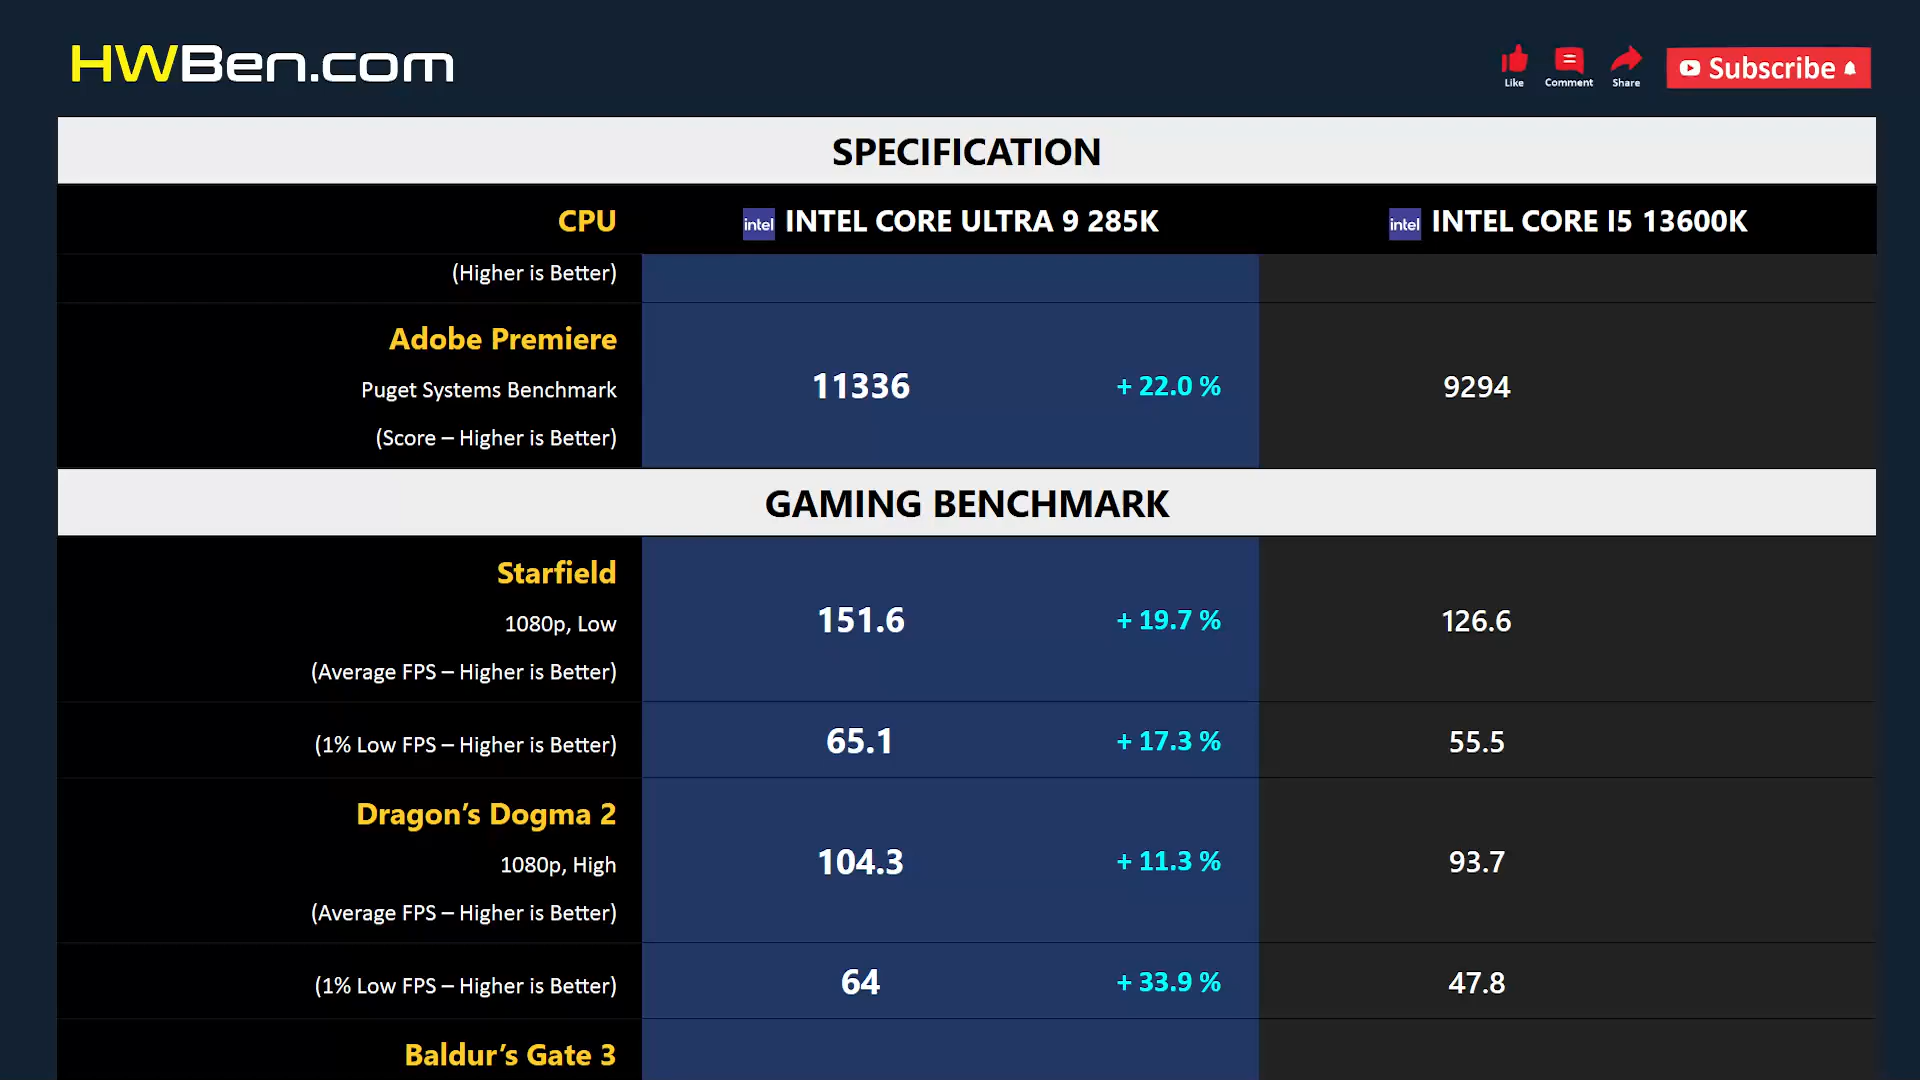 HWBen.com
Like
Comment
Share
Subscribe
SPECIFICATION
CPU
intel INTEL CORE ULTRA 9 285K
intel INTEL CORE I5 13600K
(Higher is Better)
Adobe Premiere
Puget Systems Benchmark
(Score – Higher is Better)
11336
+ 22.0 %
9294
GAMING BENCHMARK
Starfield
1080p, Low
(Average FPS – Higher is Better)
151.6
+ 19.7 %
126.6
(1% Low FPS – Higher is Better)
65.1
+ 17.3 %
55.5
Dragon’s Dogma 2
1080p, High
(Average FPS – Higher is Better)
104.3
+ 11.3 %
93.7
(1% Low FPS – Higher is Better)
64
+ 33.9 %
47.8
Baldur’s Gate 3